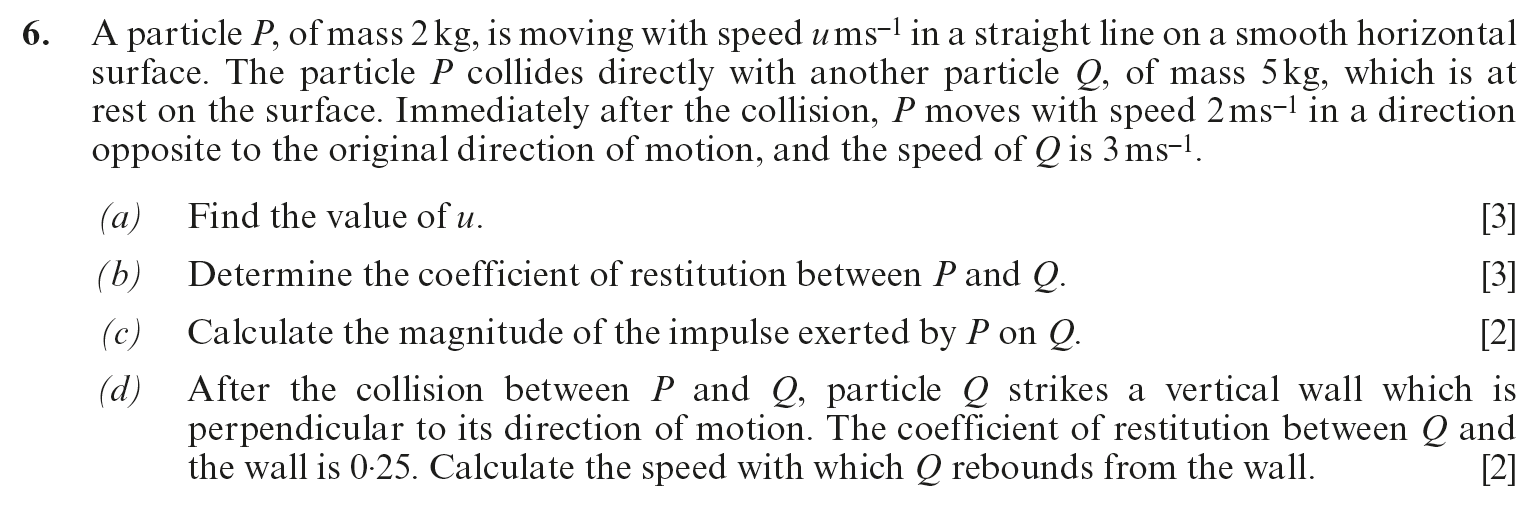 6. A particle P, of mass 2 kg, is moving with speed u ms⁻¹ in a straight line on a smooth horizontal
surface. The particle P collides directly with another particle Q, of mass 5 kg, which is at
rest on the surface. Immediately after the collision, P moves with speed 2 ms⁻¹ in a direction
opposite to the original direction of motion, and the speed of Q is 3 ms⁻¹.
(a) Find the value of u. [3]
(b) Determine the coefficient of restitution between P and Q. [3]
(c) Calculate the magnitude of the impulse exerted by P on Q. [2]
(d) After the collision between P and Q, particle Q strikes a vertical wall which is
perpendicular to its direction of motion. The coefficient of restitution between Q and
the wall is 0·25. Calculate the speed with which Q rebounds from the wall. [2]